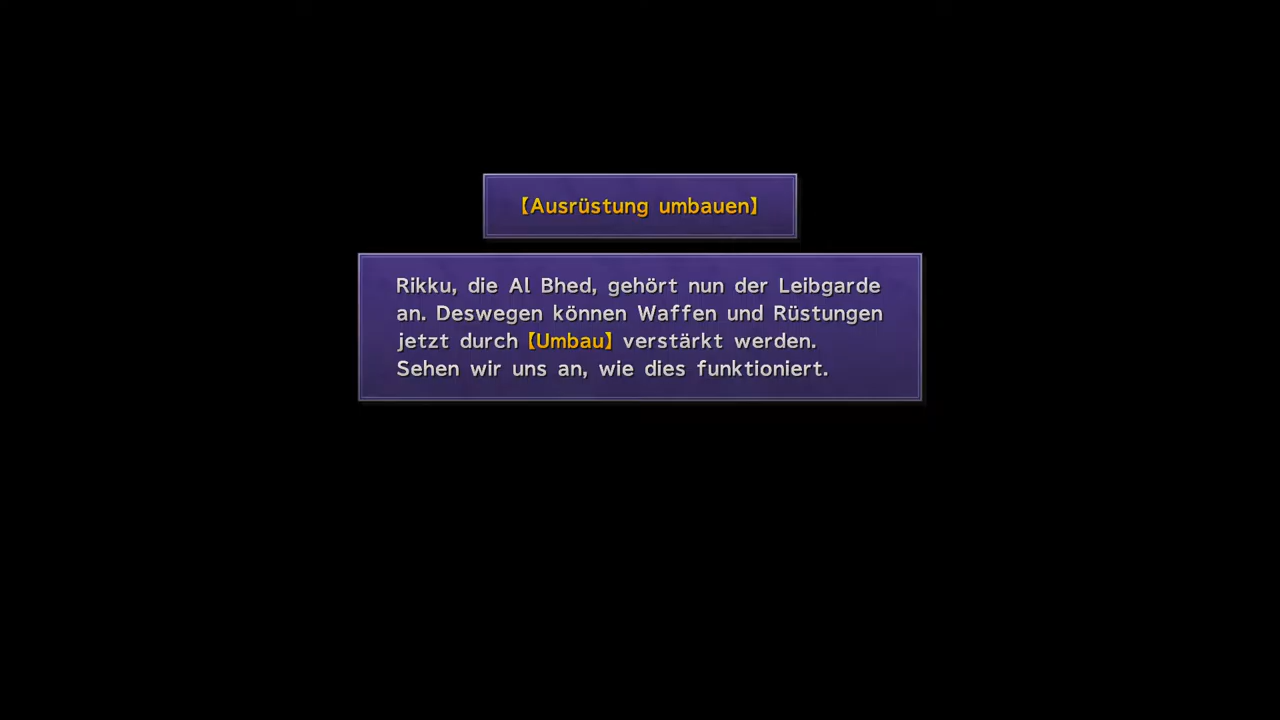 【Ausrüstung umbauen】
Rikku, die Al Bhed, gehört nun der Leibgarde
an. Deswegen können Waffen und Rüstungen
jetzt durch【Umbau】verstärkt werden.
Sehen wir uns an, wie dies funktioniert.